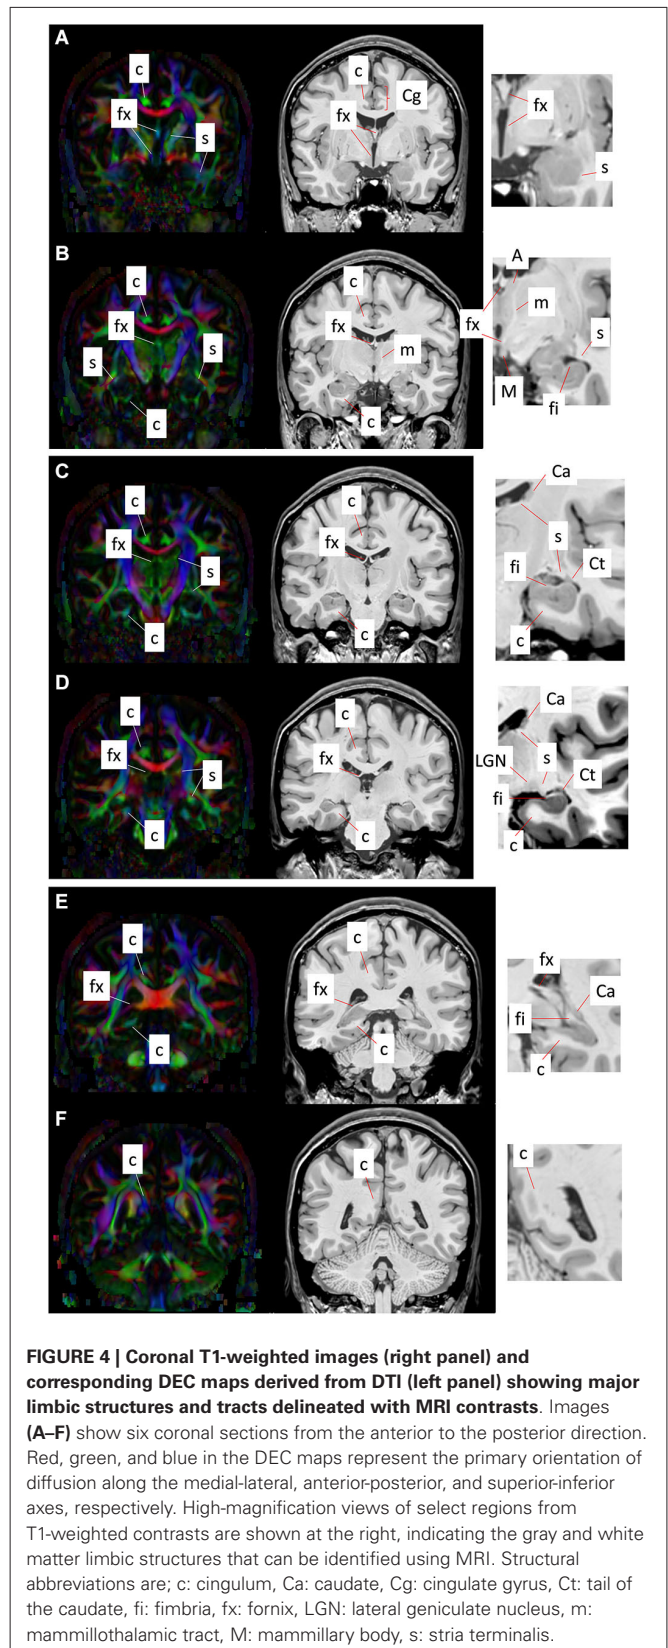 A
c
fx
s
c
Cg
fx
fx
s
B
c
fx
s
s
c
c
fx
m
c
A
m
fx
s
M
fi
C
c
fx
s
c
c
fx
c
Ca
s
fi
Ct
c
D
c
fx
s
c
c
fx
c
Ca
LGN
s
Ct
fi
c
E
c
fx
c
c
fx
c
fx
Ca
fi
c
F
c
c
c
FIGURE 4 | Coronal T1-weighted images (right panel) and
corresponding DEC maps derived from DTI (left panel) showing major
limbic structures and tracts delineated with MRI contrasts. Images
(A–F) show six coronal sections from the anterior to the posterior direction.
Red, green, and blue in the DEC maps represent the primary orientation of
diffusion along the medial-lateral, anterior-posterior, and superior-inferior
axes, respectively. High-magnification views of select regions from
T1-weighted contrasts are shown at the right, indicating the gray and white
matter limbic structures that can be identified using MRI. Structural
abbreviations are; c: cingulum, Ca: caudate, Cg: cingulate gyrus, Ct: tail of
the caudate, fi: fimbria, fx: fornix, LGN: lateral geniculate nucleus, m:
mammillothalamic tract, M: mammillary body, s: stria terminalis.